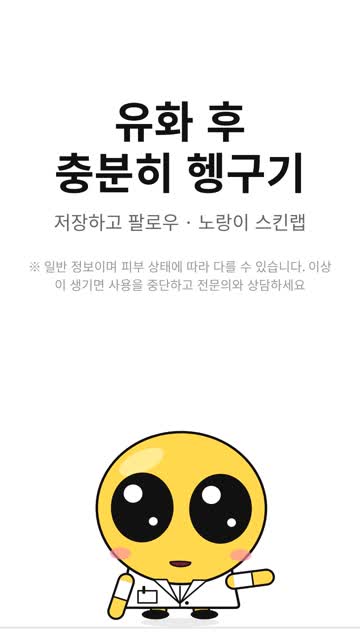 유화 후
충분히 헹구기
저장하고 팔로우 · 노랑이 스킨랩
※ 일반 정보이며 피부 상태에 따라 다를 수 있습니다. 이상
이 생기면 사용을 중단하고 전문의와 상담하세요